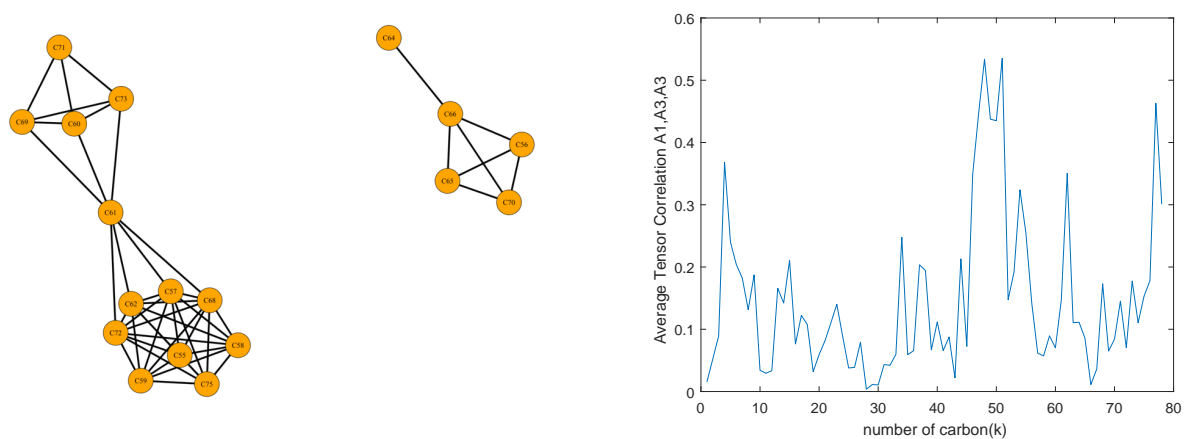 C71
C73
C69
C60
C61
C57
C68
C62
C72
C58
C55
C59
C75
C64
C66
C56
C65
C70
0.6
0.5
0.4
0.3
0.2
0.1
0
Average Tensor Correlation A1,A3,A3
0 10 20 30 40 50 60 70 80
number of carbon(k)